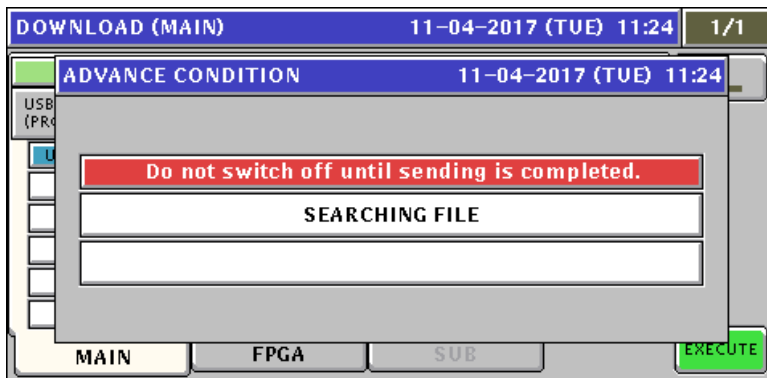 DOWNLOAD (MAIN) 11-04-2017 (TUE) 11:24 1/1
ADVANCE CONDITION 11-04-2017 (TUE) 11:24
USB
(PRO
U
Do not switch off until sending is completed.
SEARCHING FILE
MAIN FPGA SUB EXECUTE